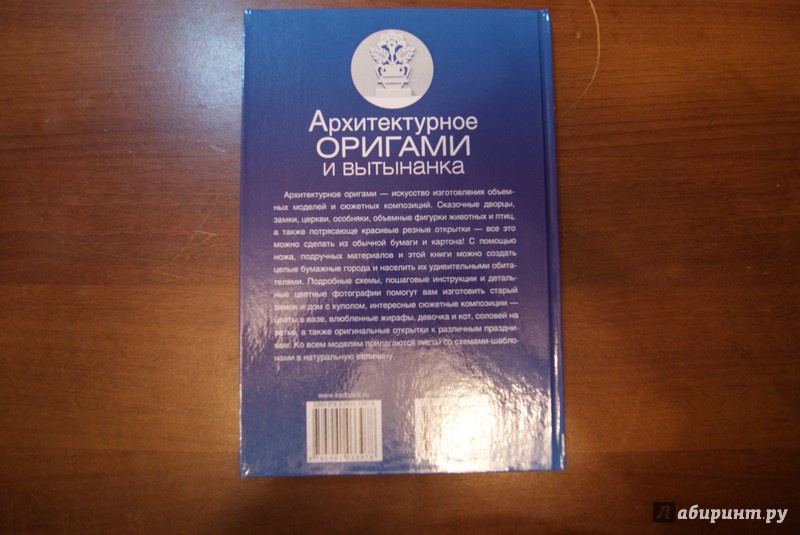 Архитектурное
ОРИГАМИ
и вытынанка
Архитектурное оригами — искусство изготовления объем-
ных моделей и сюжетных композиций. Сказочные дворцы,
замки, церкви, особняки, объемные фигурки животных и птиц,
а также потрясающе красивые резные открытки — все это
можно сделать из обычной бумаги и картона! С помощью
ножа, подручных материалов и этой книги можно создать
целые бумажные города и населить их удивительными обита-
телями. Подробные схемы, пошаговые инструкции и деталь-
ные цветные фотографии помогут вам изготовить старый
замок и дом с куполом, интересные сюжетные композиции —
цветы в вазе, влюбленные жирафы, девочка и кот, соловей на
ветке, а также оригинальные открытки к различным праздни-
кам. Ко всем моделям прилагаются листы со схемами-шабло-
нами в натуральную величину
Лабиринт.ру